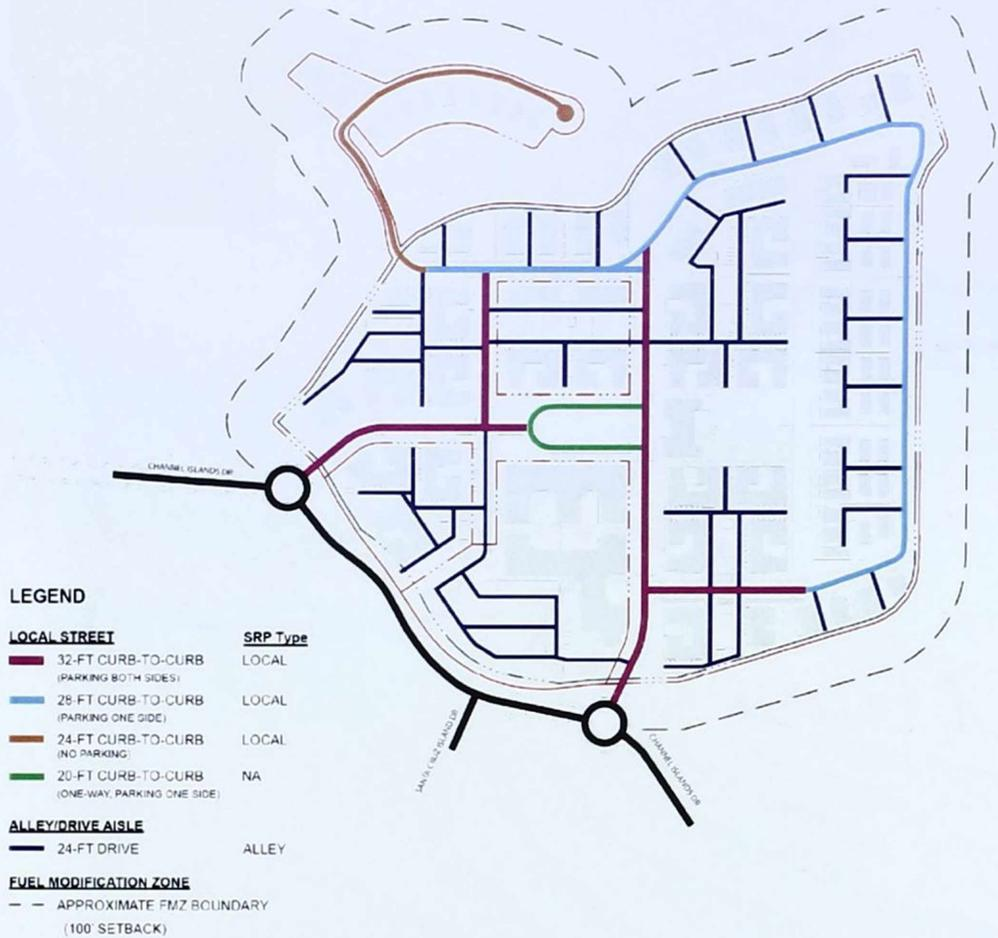 CHANNEL ISLANDS DR
SANTA CRUZ ISLAND DR
CHANNEL ISLANDS DR
LEGEND
LOCAL STREET SRP Type
32-FT CURB-TO-CURB LOCAL
(PARKING BOTH SIDES)
28-FT CURB-TO-CURB LOCAL
(PARKING ONE SIDE)
24-FT CURB-TO-CURB LOCAL
(NO PARKING)
20-FT CURB-TO-CURB NA
(ONE-WAY, PARKING ONE SIDE)
ALLEY/DRIVE AISLE
24-FT DRIVE ALLEY
FUEL MODIFICATION ZONE
APPROXIMATE FMZ BOUNDARY
(100' SETBACK)